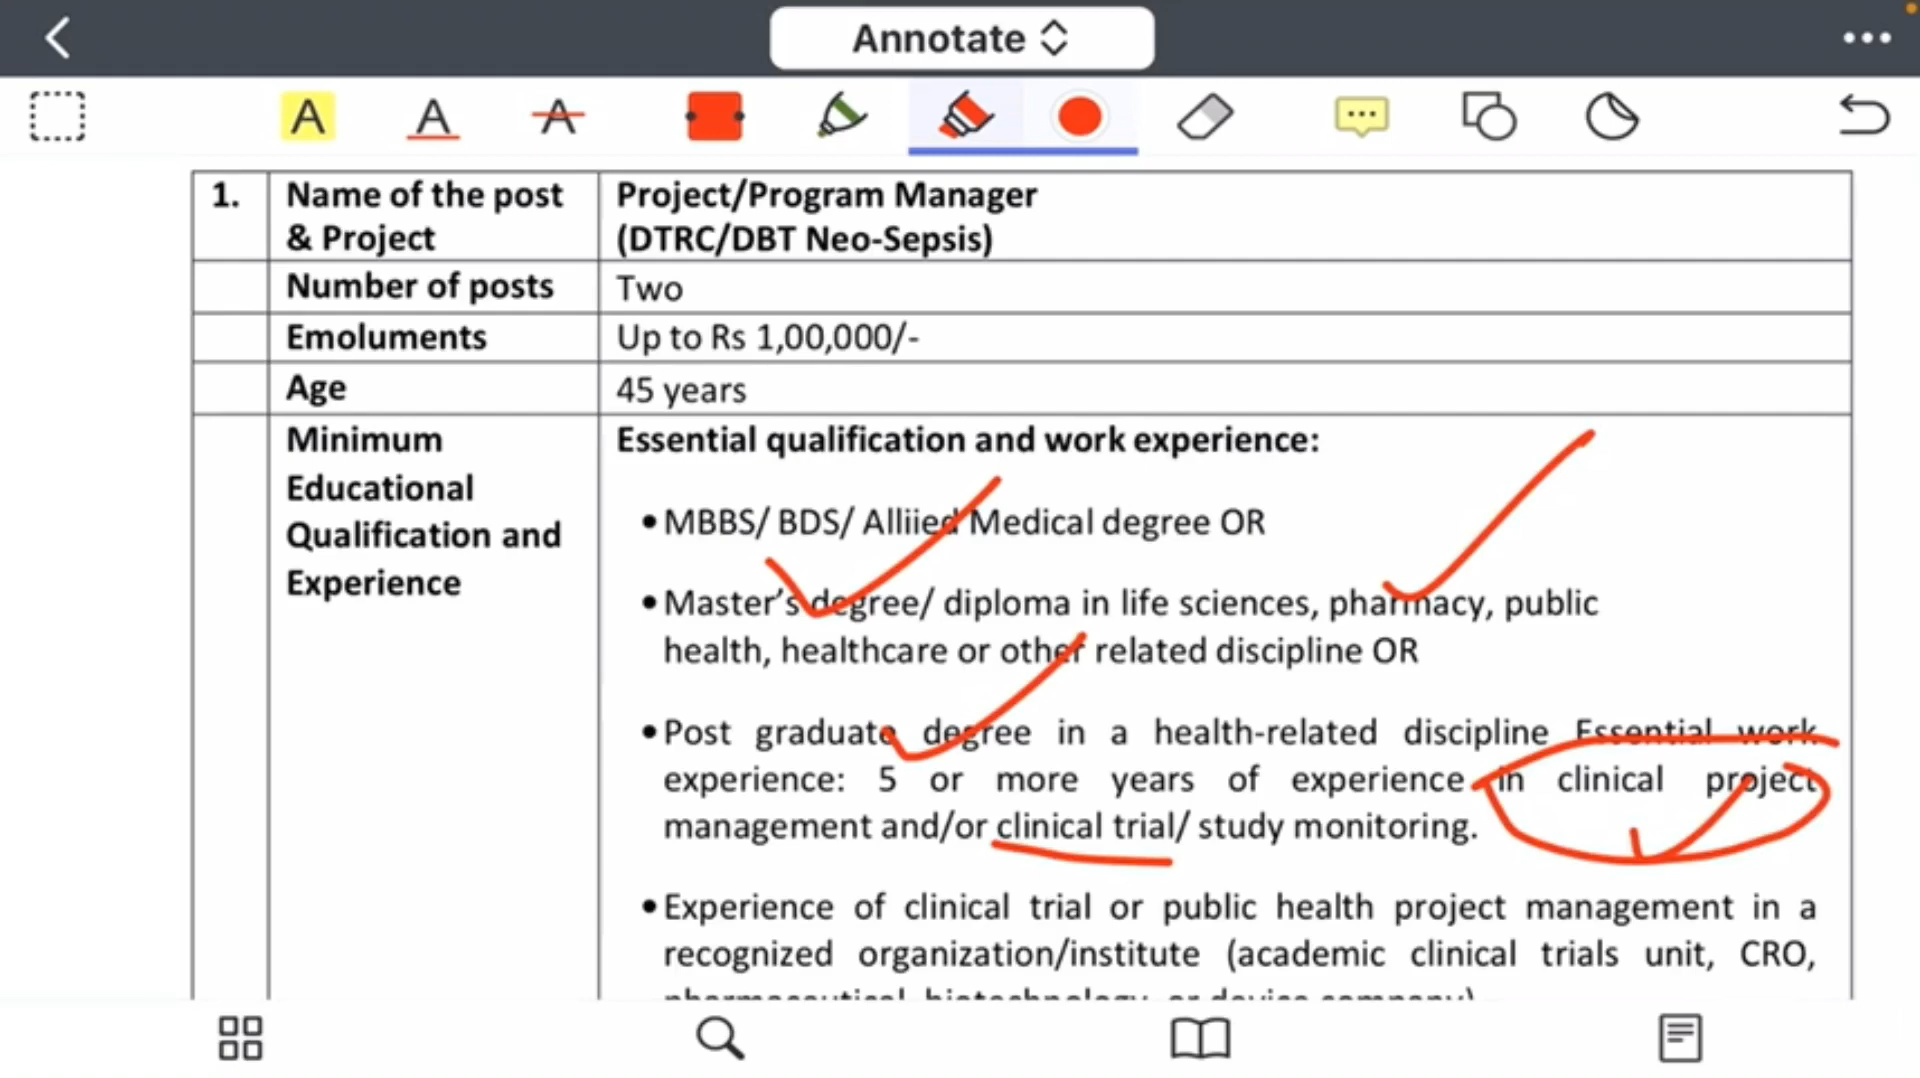 Annotate
A A A
1. Name of the post Project/Program Manager
& Project (DTRC/DBT Neo-Sepsis)
Number of posts Two
Emoluments Up to Rs 1,00,000/-
Age 45 years
Minimum Essential qualification and work experience:
Educational
Qualification and
Experience
• MBBS/ BDS/ Alliied Medical degree OR
• Master's degree/ diploma in life sciences, pharmacy, public
health, healthcare or other related discipline OR
• Post graduate degree in a health-related discipline Essential work
experience: 5 or more years of experience in clinical project
management and/or clinical trial/ study monitoring.
• Experience of clinical trial or public health project management in a
recognized organization/institute (academic clinical trials unit, CRO,
pharmaceutical, biotechnology, or device company)